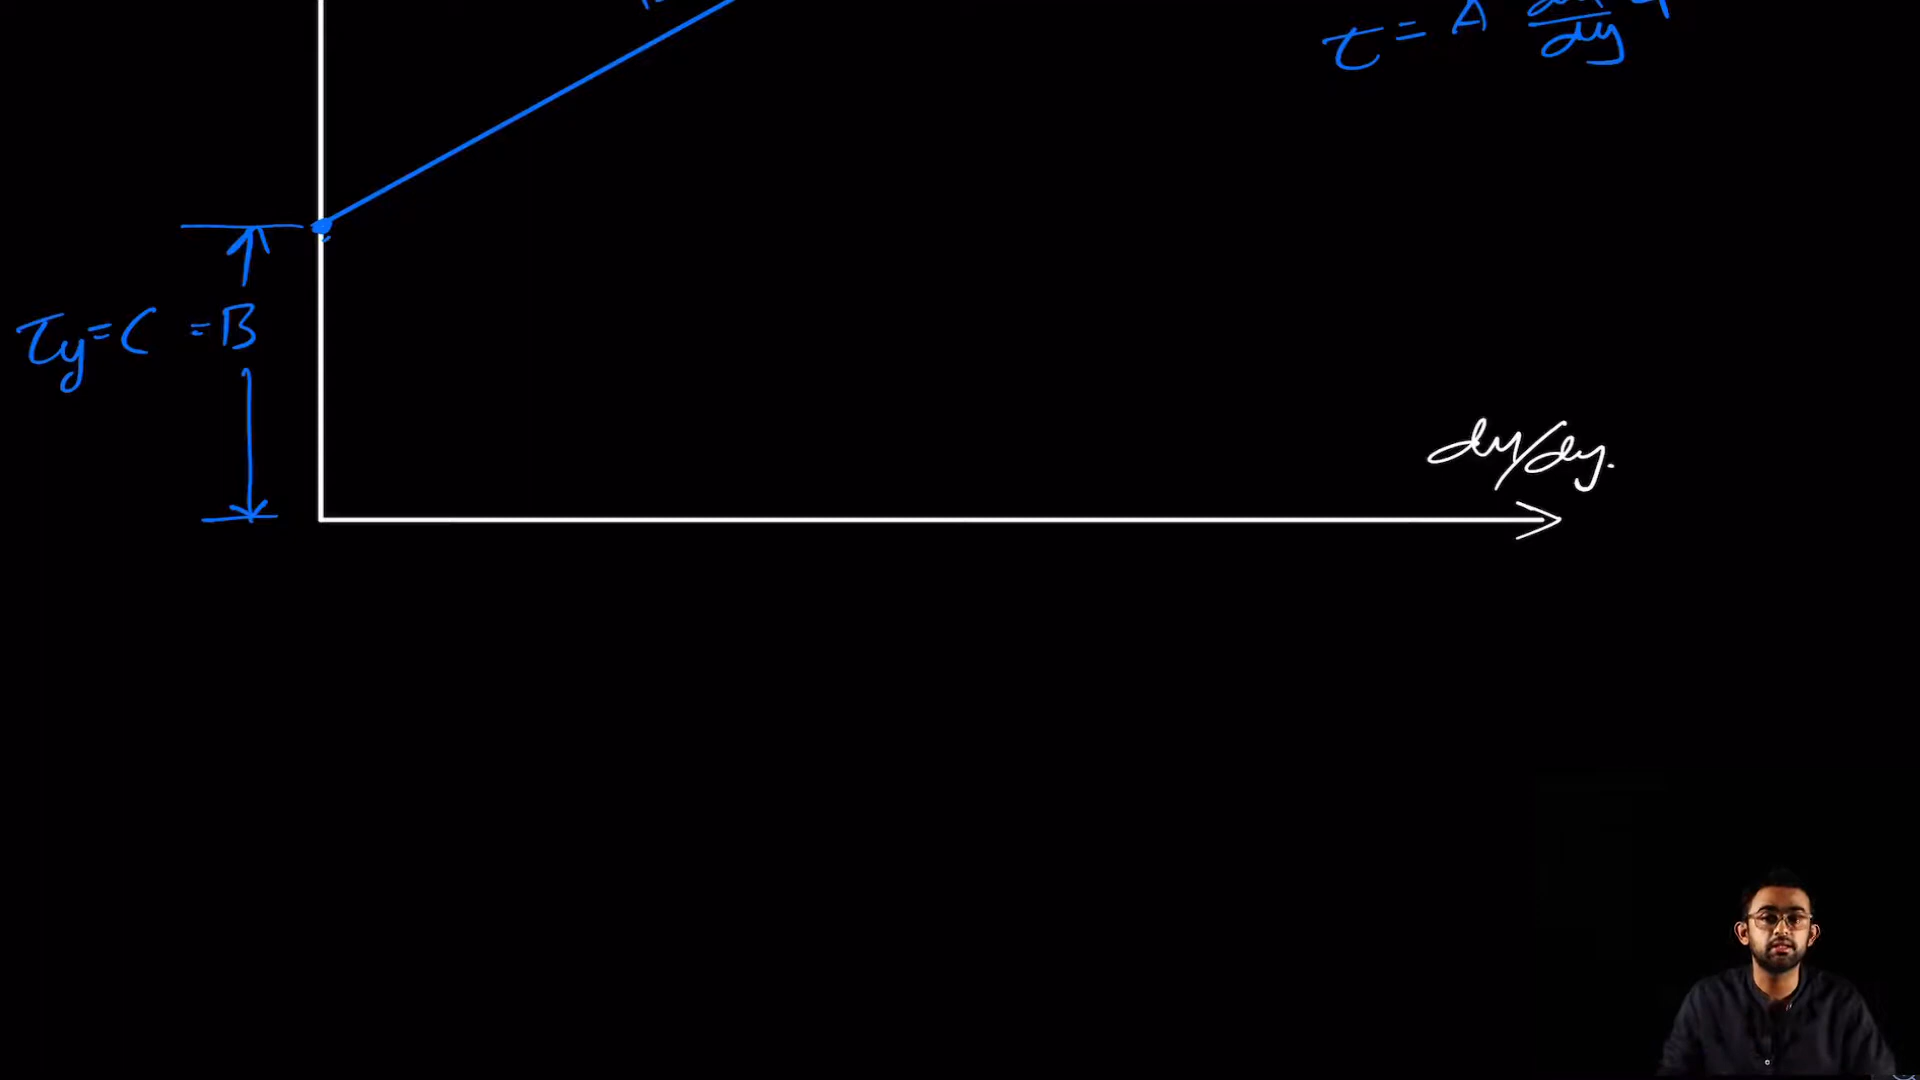 τ = A du/dy +
τy = C = B
du/dy.